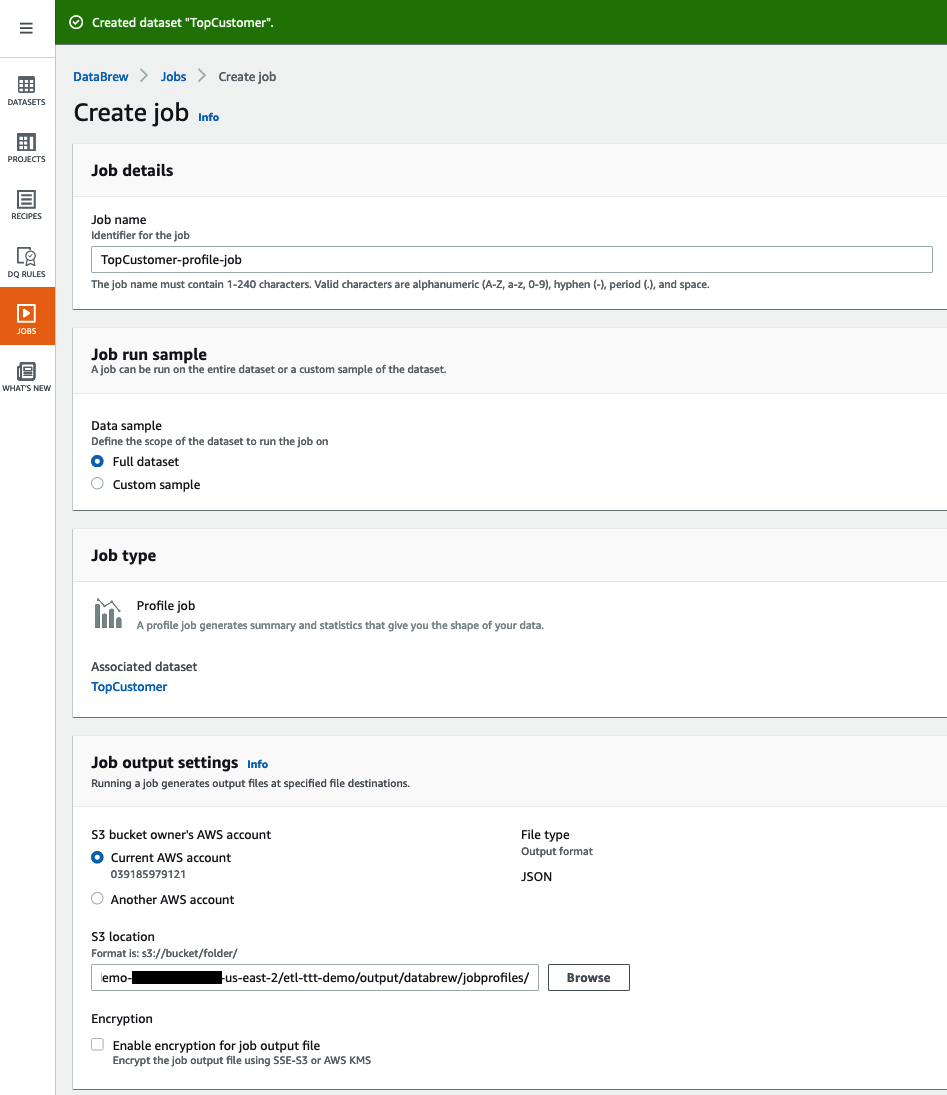 Created dataset "TopCustomer".
DataBrew
Jobs
Create job
DATASETS
PROJECTS
RECIPES
DQ RULES
JOBS
WHAT'S NEW
Create job Info
Job details
Job name
Identifier for the job
TopCustomer-profile-job
The job name must contain 1-240 characters. Valid characters are alphanumeric (A-Z, a-z, 0-9), hyphen (-), period (.), and space.
Job run sample
A job can be run on the entire dataset or a custom sample of the dataset.
Data sample
Define the scope of the dataset to run the job on
Full dataset
Custom sample
Job type
Profile job
A profile job generates summary and statistics that give you the shape of your data.
Associated dataset
TopCustomer
Job output settings Info
Running a job generates output files at specified file destinations.
S3 bucket owner's AWS account
Current AWS account
039185979121
Another AWS account
File type
Output format
JSON
S3 location
Format is: s3://bucket/folder/
emo-
-us-east-2/etl-ttt-demo/output/databrew/jobprofiles/
Browse
Encryption
Enable encryption for job output file
Encrypt the job output file using SSE-S3 or AWS KMS